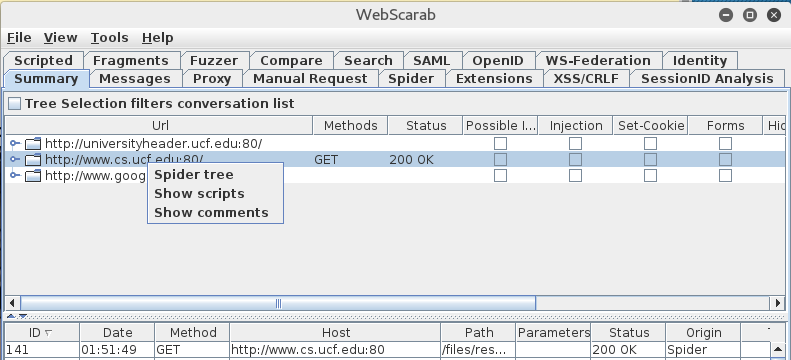 WebScarab
File View Tools Help
Scripted Fragments Fuzzer Compare Search SAML OpenID WS-Federation Identity
Summary Messages Proxy Manual Request Spider Extensions XSS/CRLF SessionID Analysis
Tree Selection filters conversation list
Url Methods Status Possible I... Injection Set-Cookie Forms Hid
http://universityheader.ucf.edu:80/
http://www.cs.ucf.edu:80/ GET 200 OK
http://www.goog
Spider tree
Show scripts
Show comments
ID Date Method Host Path Parameters Status Origin
141 01:51:49 GET http://www.cs.ucf.edu:80 /files/res... 200 OK Spider